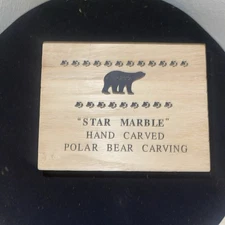 "STAR MARBLE"
HAND CARVED
POLAR BEAR CARVING